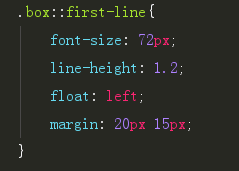 .box::first-line{
font-size: 72px;
line-height: 1.2;
float: left;
margin: 20px 15px;
}